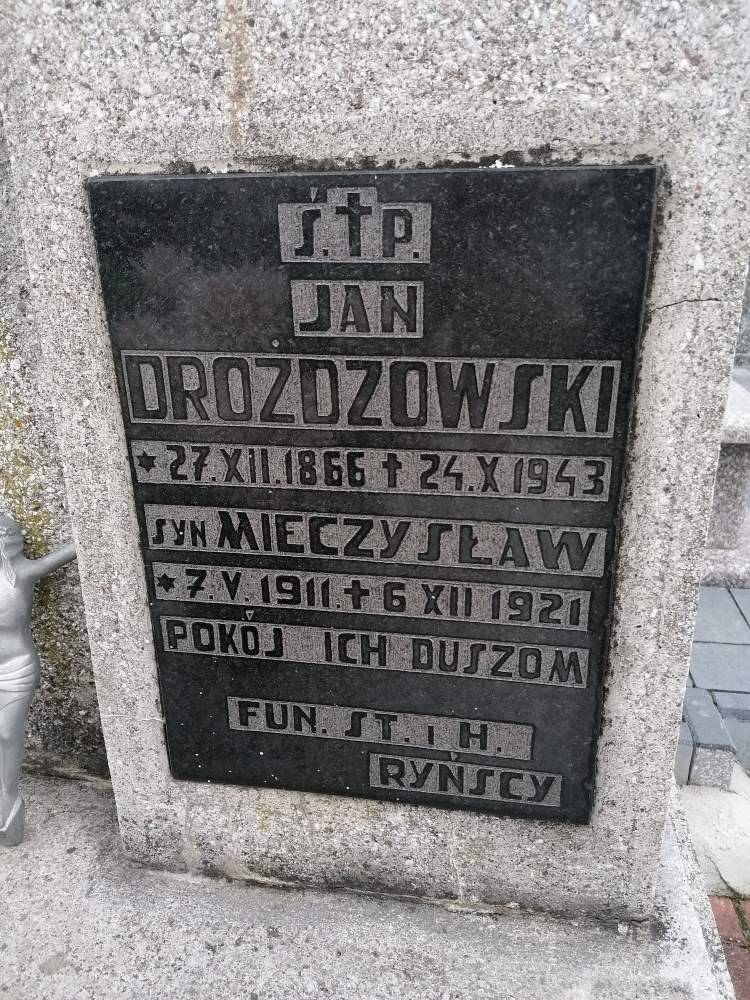 Ś.†P.
JAN
DROŻDZOWSKI
★27.XII.1866 † 24.X 1943
SYN MIECZYSŁAW
★7.V.1911.†6 XII 1921
POKÓJ ICH DUSZOM
FUN. ST. i H.
RYŃSCY